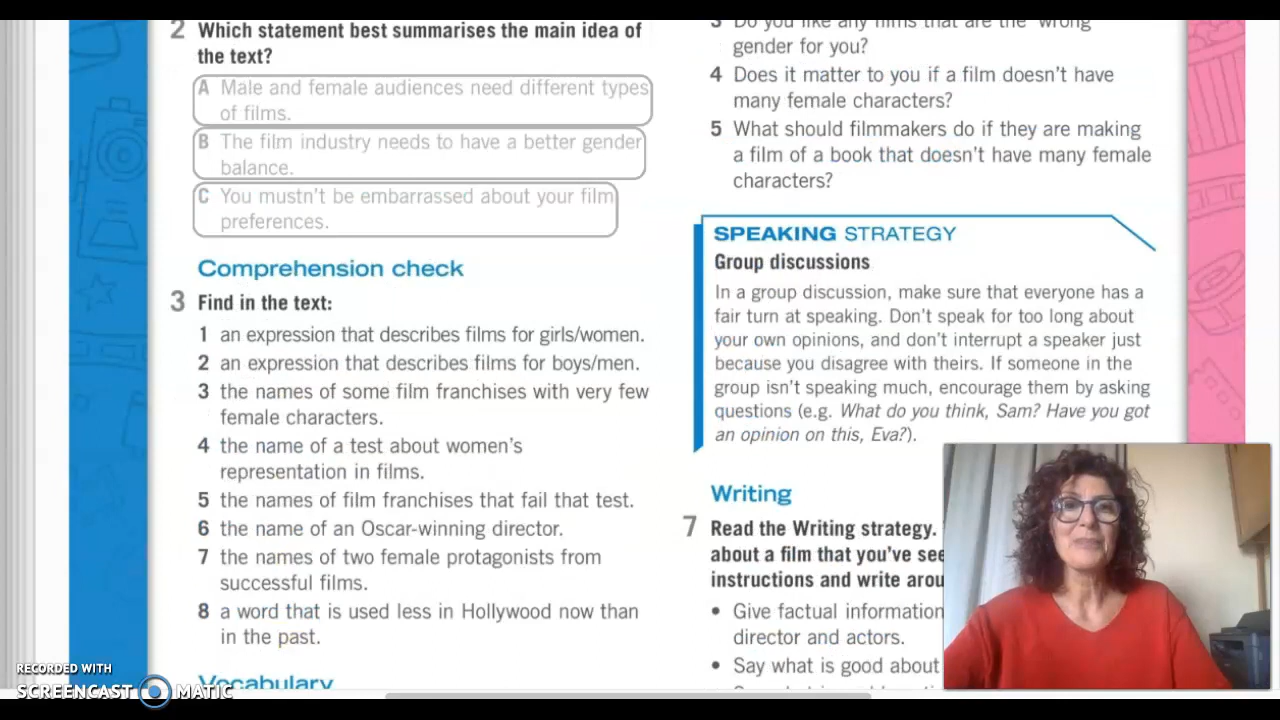 2 Which statement best summarises the main idea of
the text?
A Male and female audiences need different types
of films.
B The film industry needs to have a better gender
balance.
C You mustn't be embarrassed about your film
preferences.
Comprehension check
3 Find in the text:
1 an expression that describes films for girls/women.
2 an expression that describes films for boys/men.
3 the names of some film franchises with very few
female characters.
4 the name of a test about women's
representation in films.
5 the names of film franchises that fail that test.
6 the name of an Oscar-winning director.
7 the names of two female protagonists from
successful films.
8 a word that is used less in Hollywood now than
in the past.
Vocabulary
3 Do you like any films that are the 'wrong'
gender for you?
4 Does it matter to you if a film doesn't have
many female characters?
5 What should filmmakers do if they are making
a film of a book that doesn't have many female
characters?
SPEAKING STRATEGY
Group discussions
In a group discussion, make sure that everyone has a
fair turn at speaking. Don't speak for too long about
your own opinions, and don't interrupt a speaker just
because you disagree with theirs. If someone in the
group isn't speaking much, encourage them by asking
questions (e.g. What do you think, Sam? Have you got
an opinion on this, Eva?).
Writing
7 Read the Writing strategy.
about a film that you've see
instructions and write arou
• Give factual information
director and actors.
• Say what is good about
RECORDED WITH
SCREENCAST MATIC